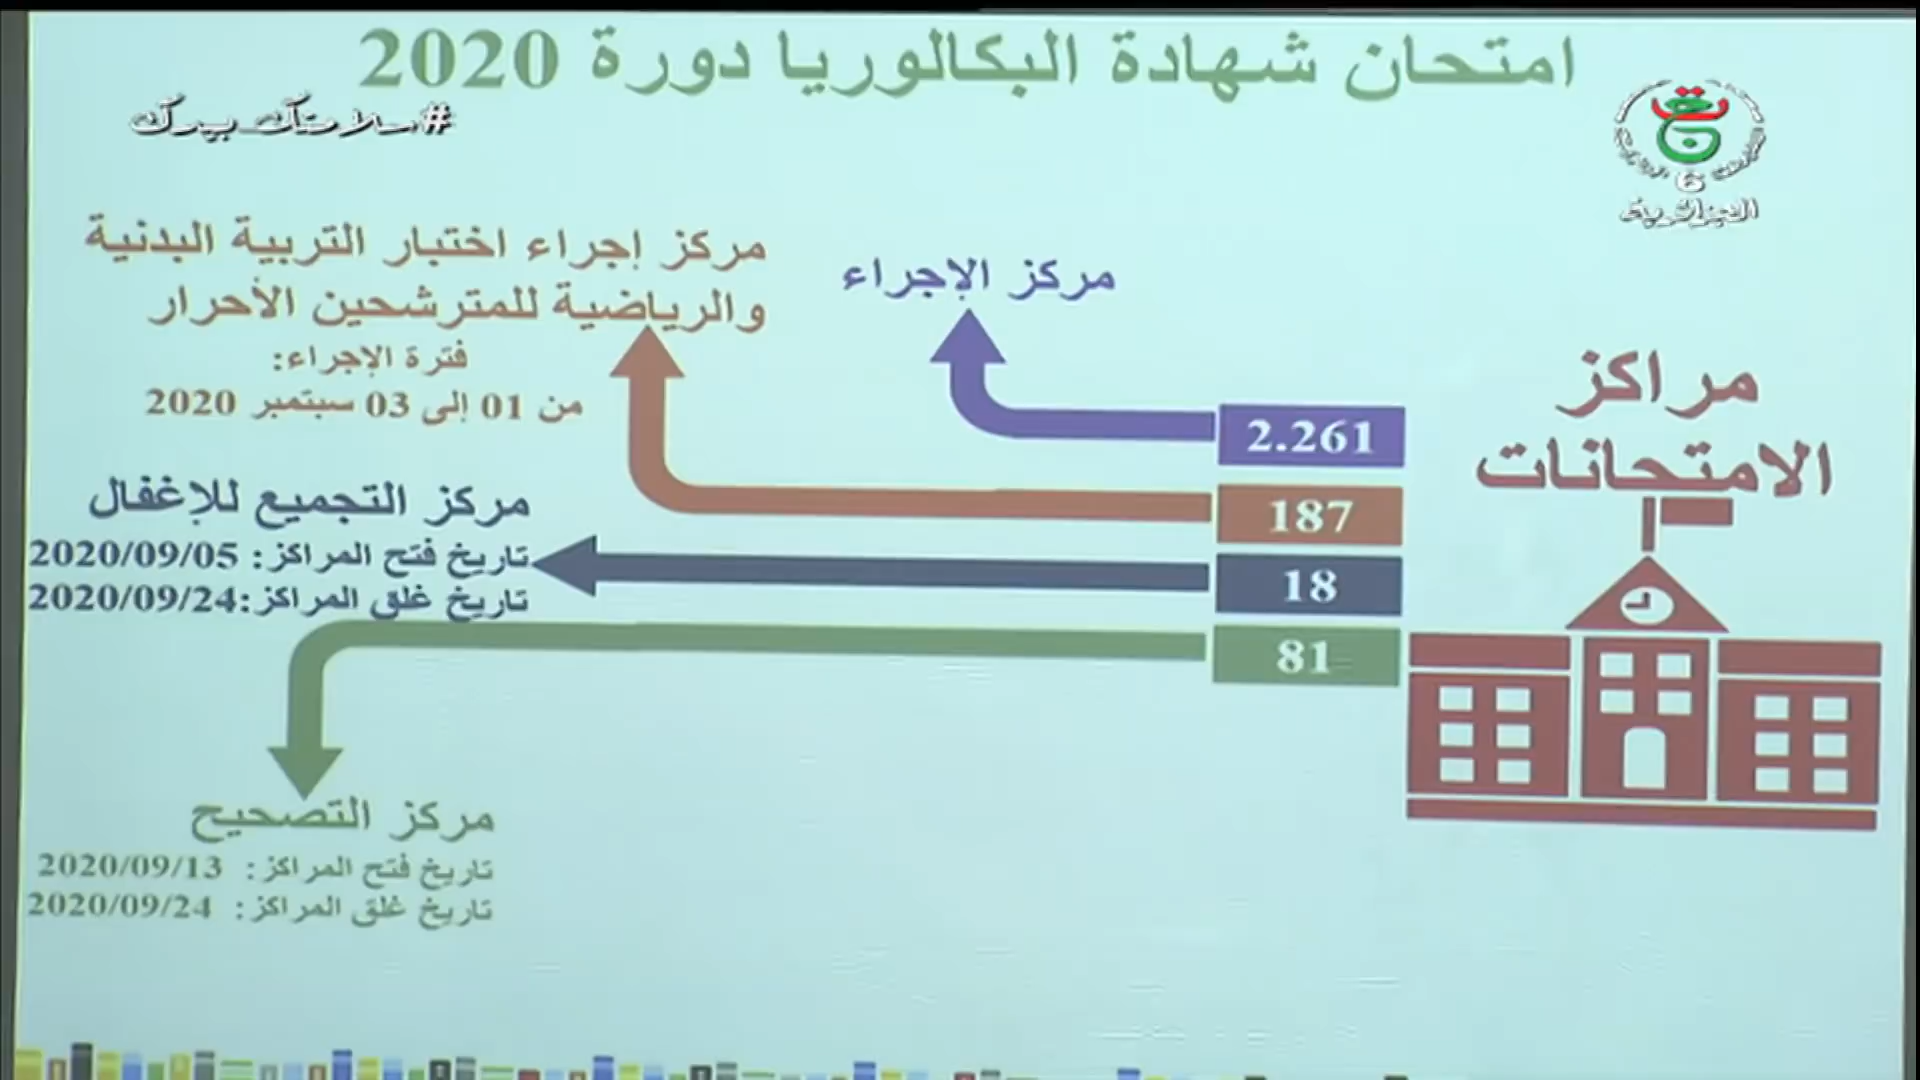 امتحان شهادة البكالوريا دورة 2020
#سلامتك_بيدك
6
الجزائرية
مركز الإجراء
مركز إجراء اختبار التربية البدنية
والرياضية للمترشحين الأحرار
فترة الإجراء:
من 01 إلى 03 سبتمبر 2020
مراكز
الامتحانات
2.261
187
18
81
مركز التجميع للإغفال
تاريخ فتح المراكز: 2020/09/05
تاريخ غلق المراكز:2020/09/24
مركز التصحيح
تاريخ فتح المراكز: 2020/09/13
تاريخ غلق المراكز: 2020/09/24